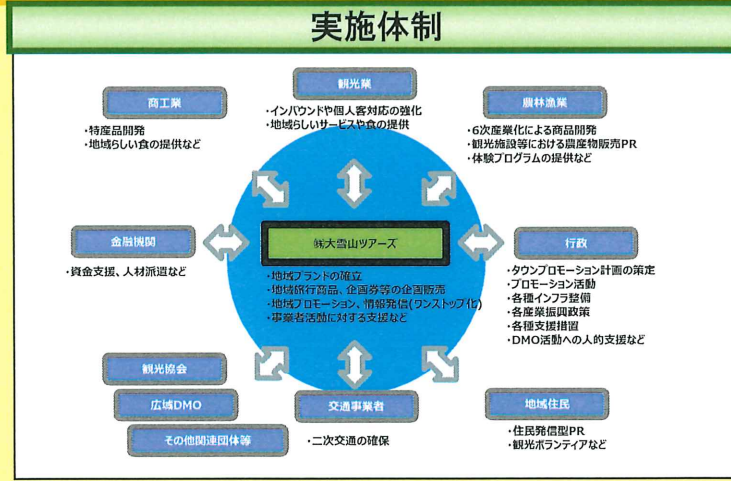 実施体制
商工業
・特産品開発
・地域らしい食の提供など
観光業
・インバウンドや個人客対応の強化
・地域らしいサービスや食の提供
農林漁業
・6次産業化による商品開発
・観光施設等における農産物販売PR
・体験プログラムの提供など
金融機関
・資金支援、人材派遣など
㈱大雪山ツアーズ
・地域ブランドの確立
・地域旅行商品、企画券等の企画販売
・地域プロモーション、情報発信(ワンストップ化)
・事業者活動に対する支援など
行政
・タウンプロモーション計画の策定
・プロモーション活動
・各種インフラ整備
・各産業振興政策
・各種支援措置
・DMO活動への人的支援など
観光協会
広域DMO
その他関連団体等
交通事業者
・二次交通の確保
地域住民
・住民発信型PR
・観光ボランティアなど